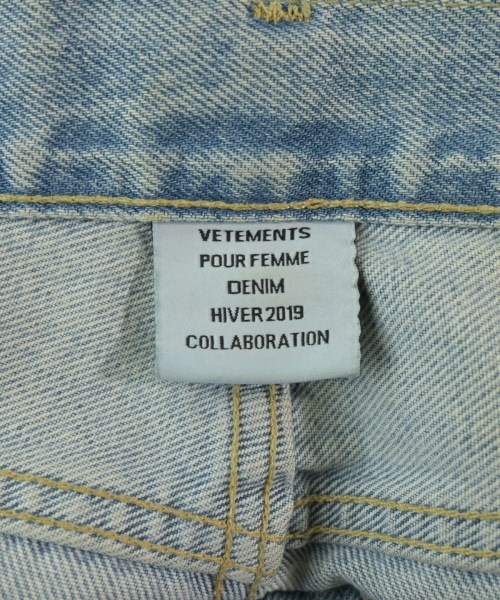 VETEMENTS
POUR FEMME
DENIM
HIVER 2019
COLLABORATION